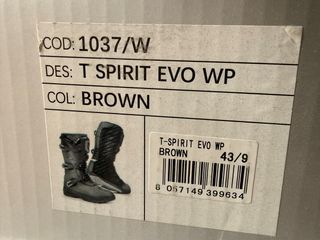 COD: 1037/W
DES: T SPIRIT EVO WP
COL: BROWN
T-SPIRIT EVO WP
BROWN 43/9
8 057149 399634